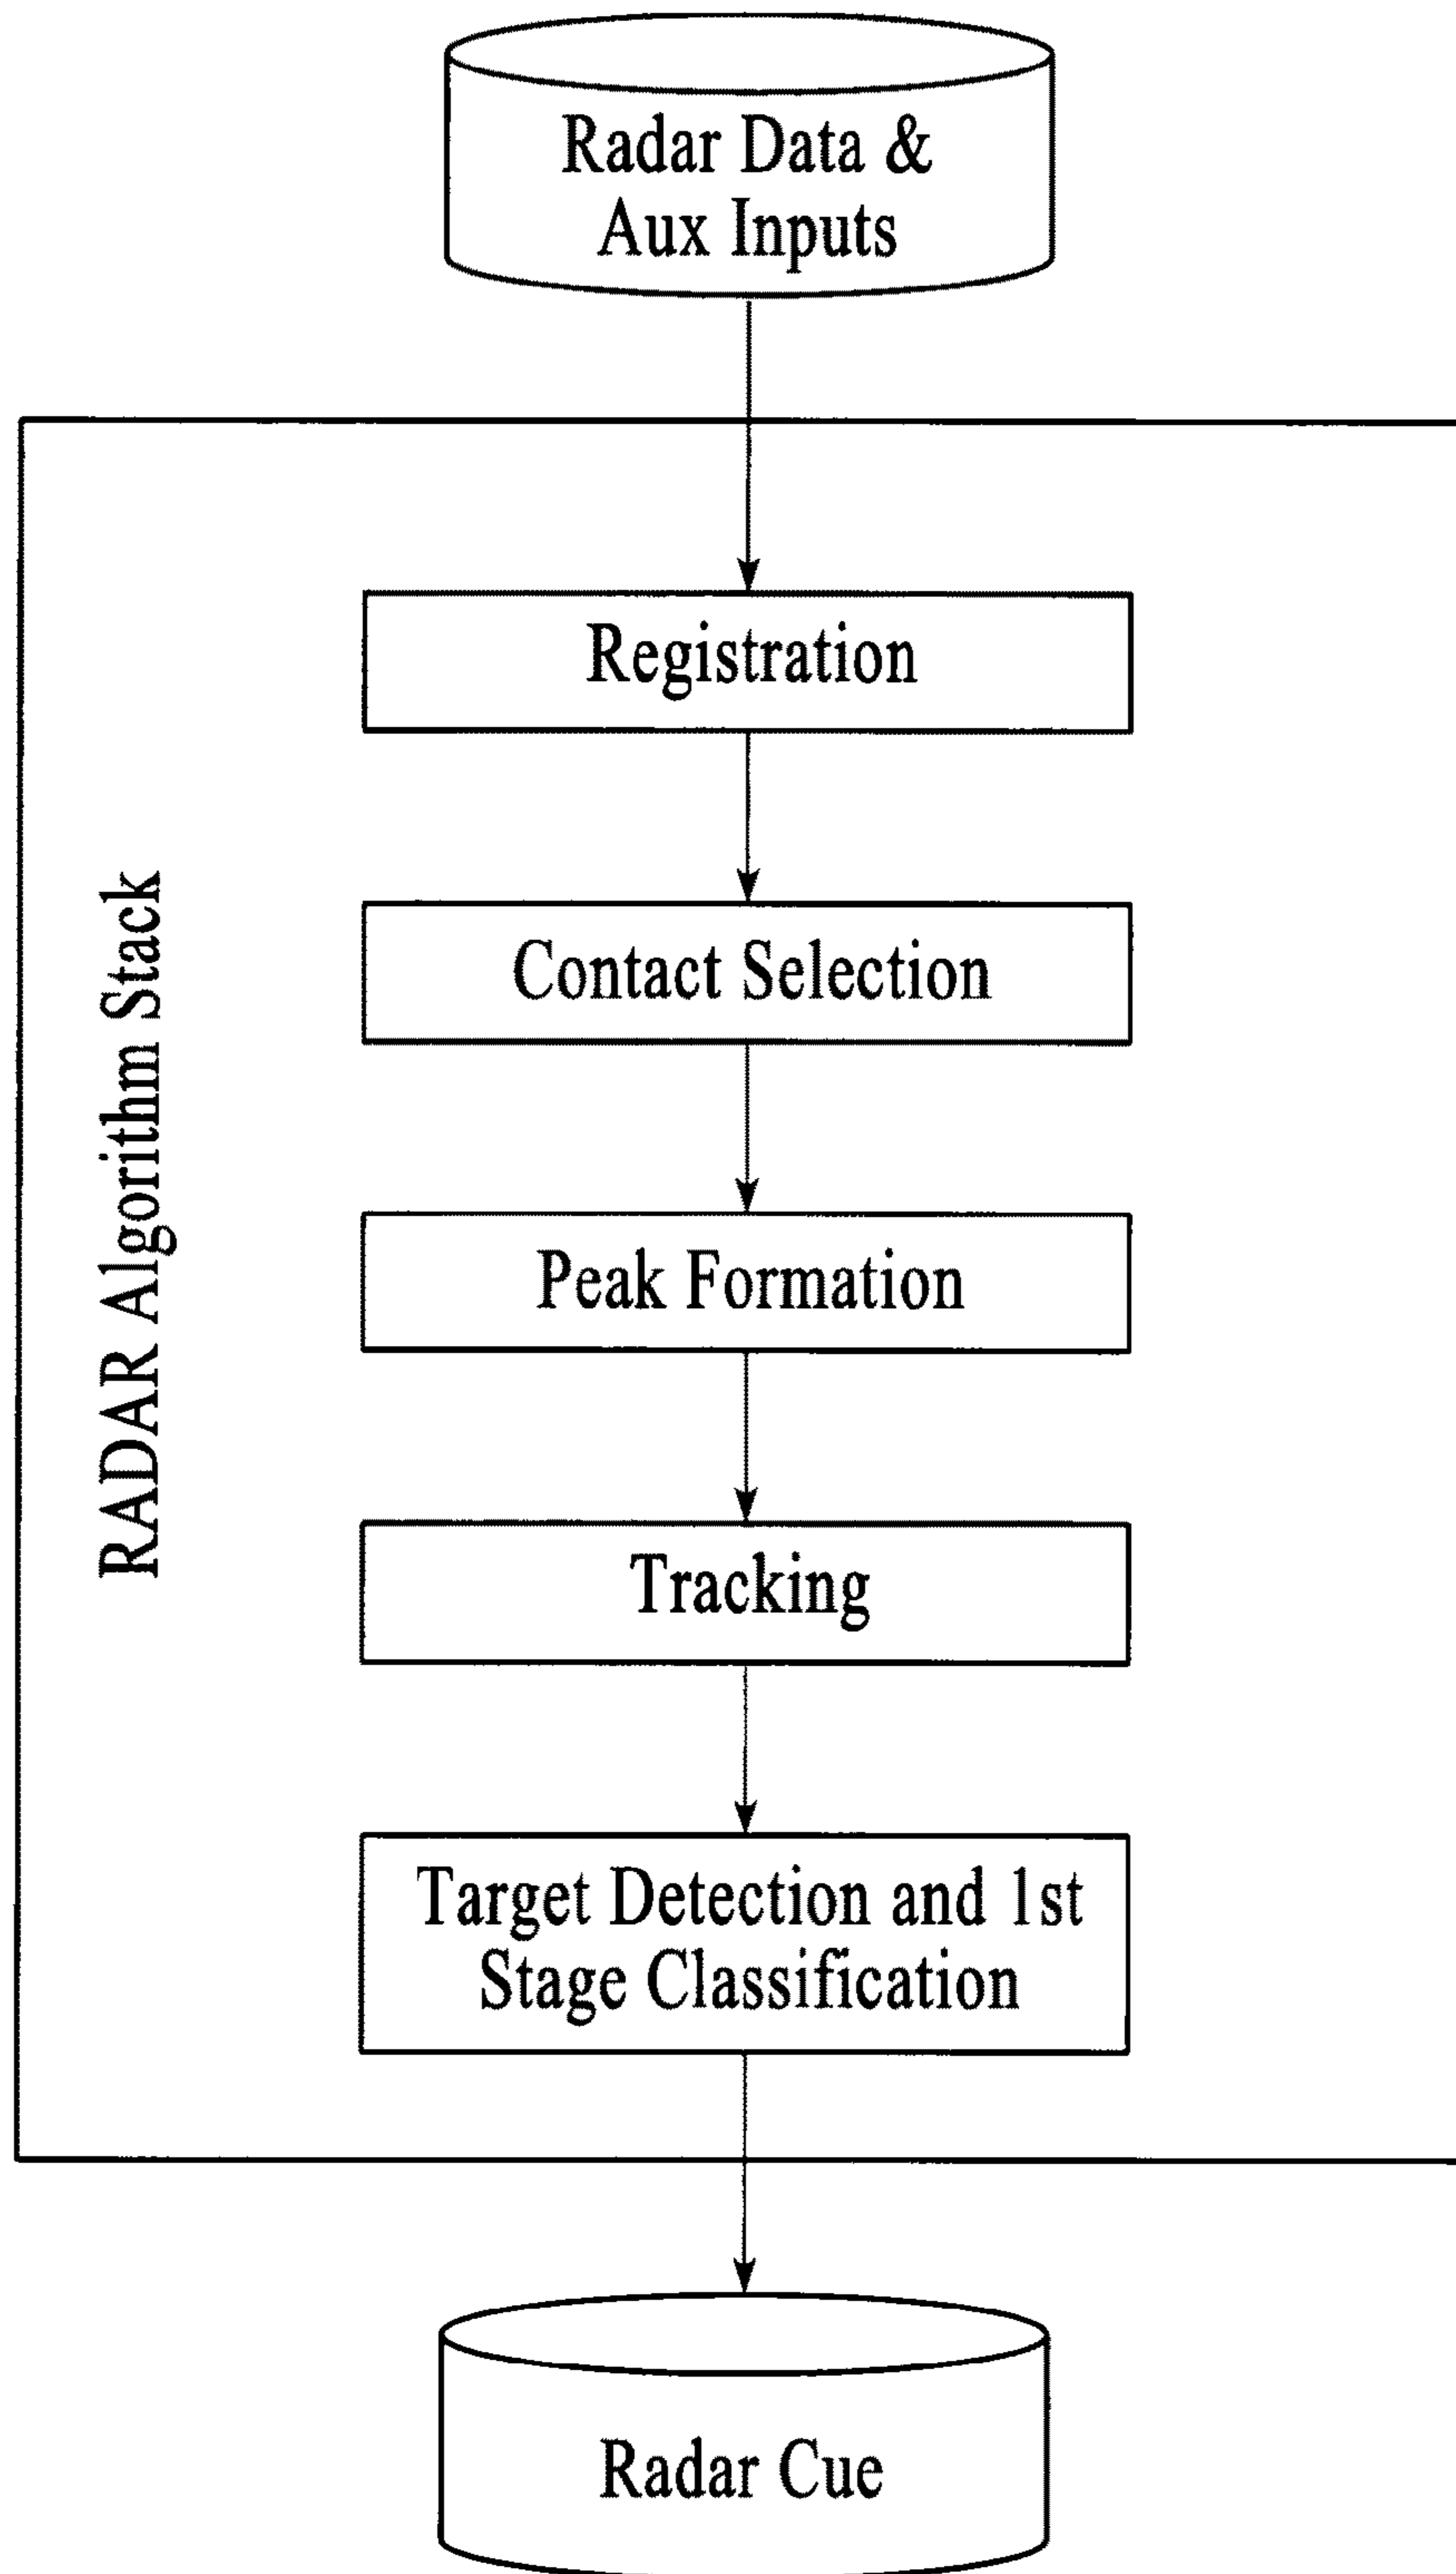 Radar Data &
Aux Inputs
RADAR Algorithm Stack
Registration
Contact Selection
Peak Formation
Tracking
Target Detection and 1st
Stage Classification
Radar Cue